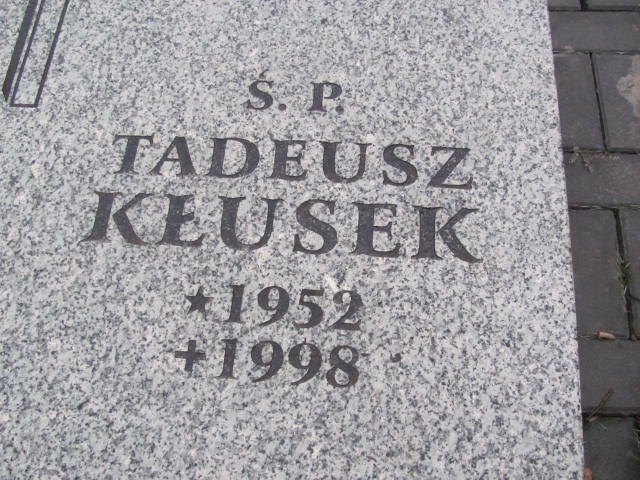 Ś. P.
TADEUSZ
KŁUSEK
★1952
+1998